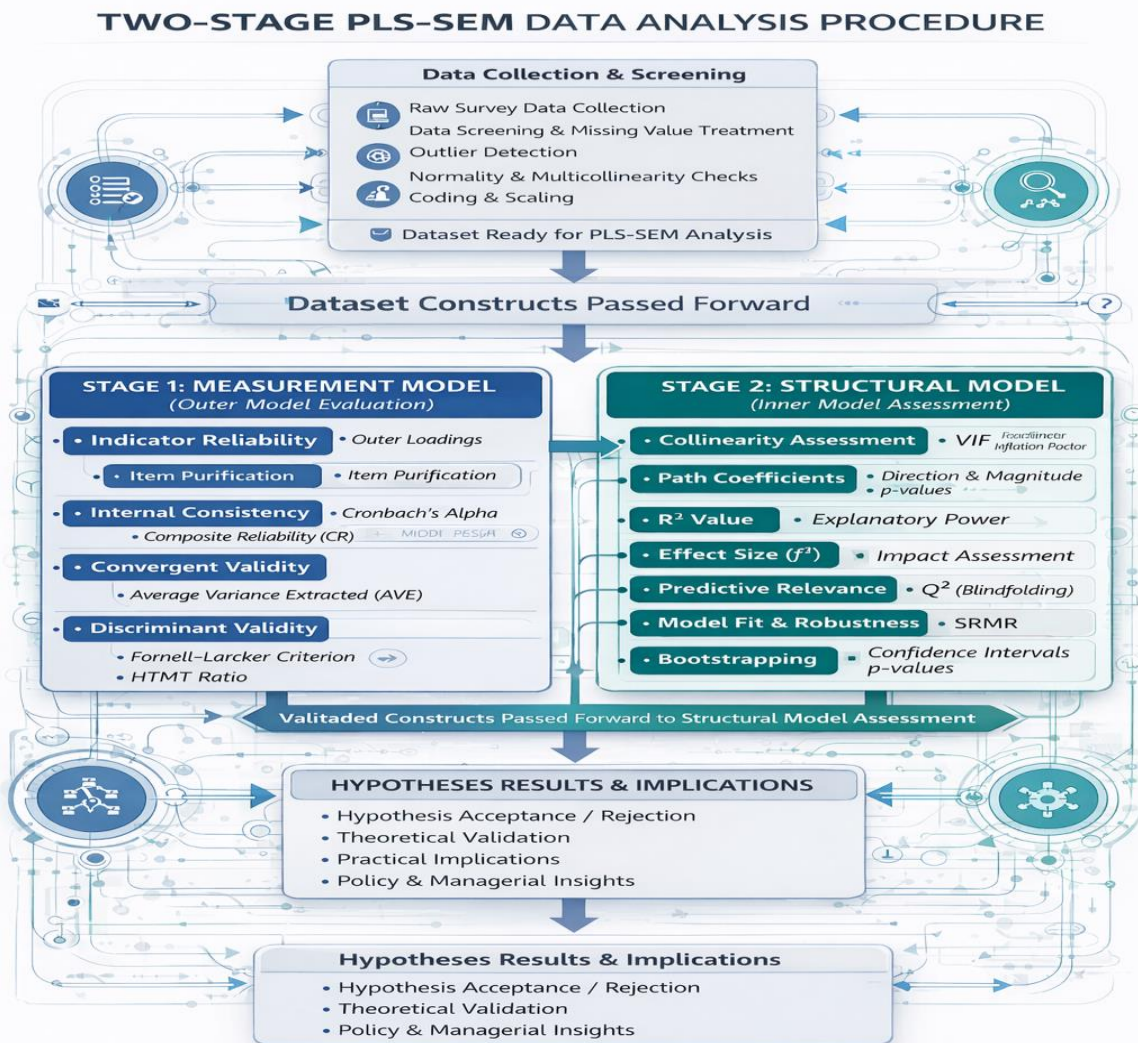 TWO-STAGE PLS-SEM DATA ANALYSIS PROCEDURE
Data Collection & Screening
Raw Survey Data Collection
Data Screening & Missing Value Treatment
Outlier Detection
Normality & Multicollinearity Checks
Coding & Scaling
Dataset Ready for PLS-SEM Analysis
Dataset Constructs Passed Forward
?
STAGE 1: MEASUREMENT MODEL
(Outer Model Evaluation)
• Indicator Reliability • Outer Loadings
• Item Purification • Item Purification
• Internal Consistency • Cronbach's Alpha
• Composite Reliability (CR)
• Convergent Validity
• Average Variance Extracted (AVE)
• Discriminant Validity
• Fornell–Larcker Criterion
• HTMT Ratio
STAGE 2: STRUCTURAL MODEL
(Inner Model Assessment)
• Collinearity Assessment • VIF
Inflation Poctor
• Path Coefficients • Direction & Magnitude
• p-values
• R² Value • Explanatory Power
• Effect Size (f²) • Impact Assessment
• Predictive Relevance • Q² (Blindfolding)
• Model Fit & Robustness • SRMR
• Bootstrapping • Confidence Intervals
p-values
Valitaded Constructs Passed Forward to Structural Model Assessment
HYPOTHESES RESULTS & IMPLICATIONS
• Hypothesis Acceptance / Rejection
• Theoretical Validation
• Practical Implications
• Policy & Managerial Insights
Hypotheses Results & Implications
• Hypothesis Acceptance / Rejection
• Theoretical Validation
• Policy & Managerial Insights